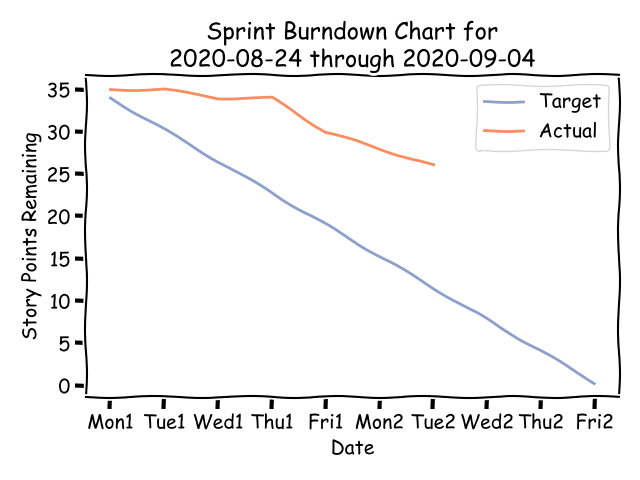 Sprint Burndown Chart for
2020-08-24 through 2020-09-04
Target
Actual
Story Points Remaining
35
30
25
20
15
10
5
0
Mon1 Tue1 Wed1 Thu1 Fri1 Mon2 Tue2 Wed2 Thu2 Fri2
Date